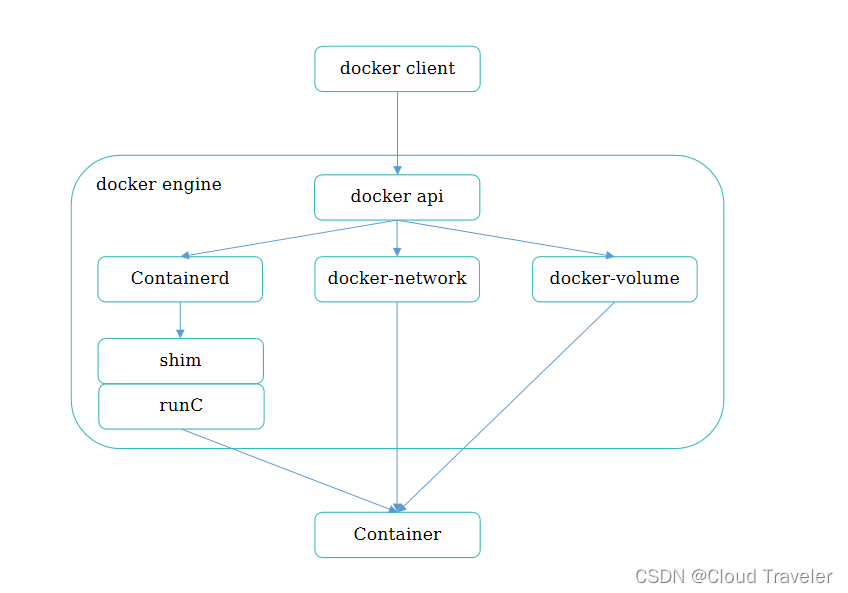 docker client
docker engine
docker api
Containerd
docker-network
docker-volume
shim
runC
Container
CSDN @Cloud Traveler